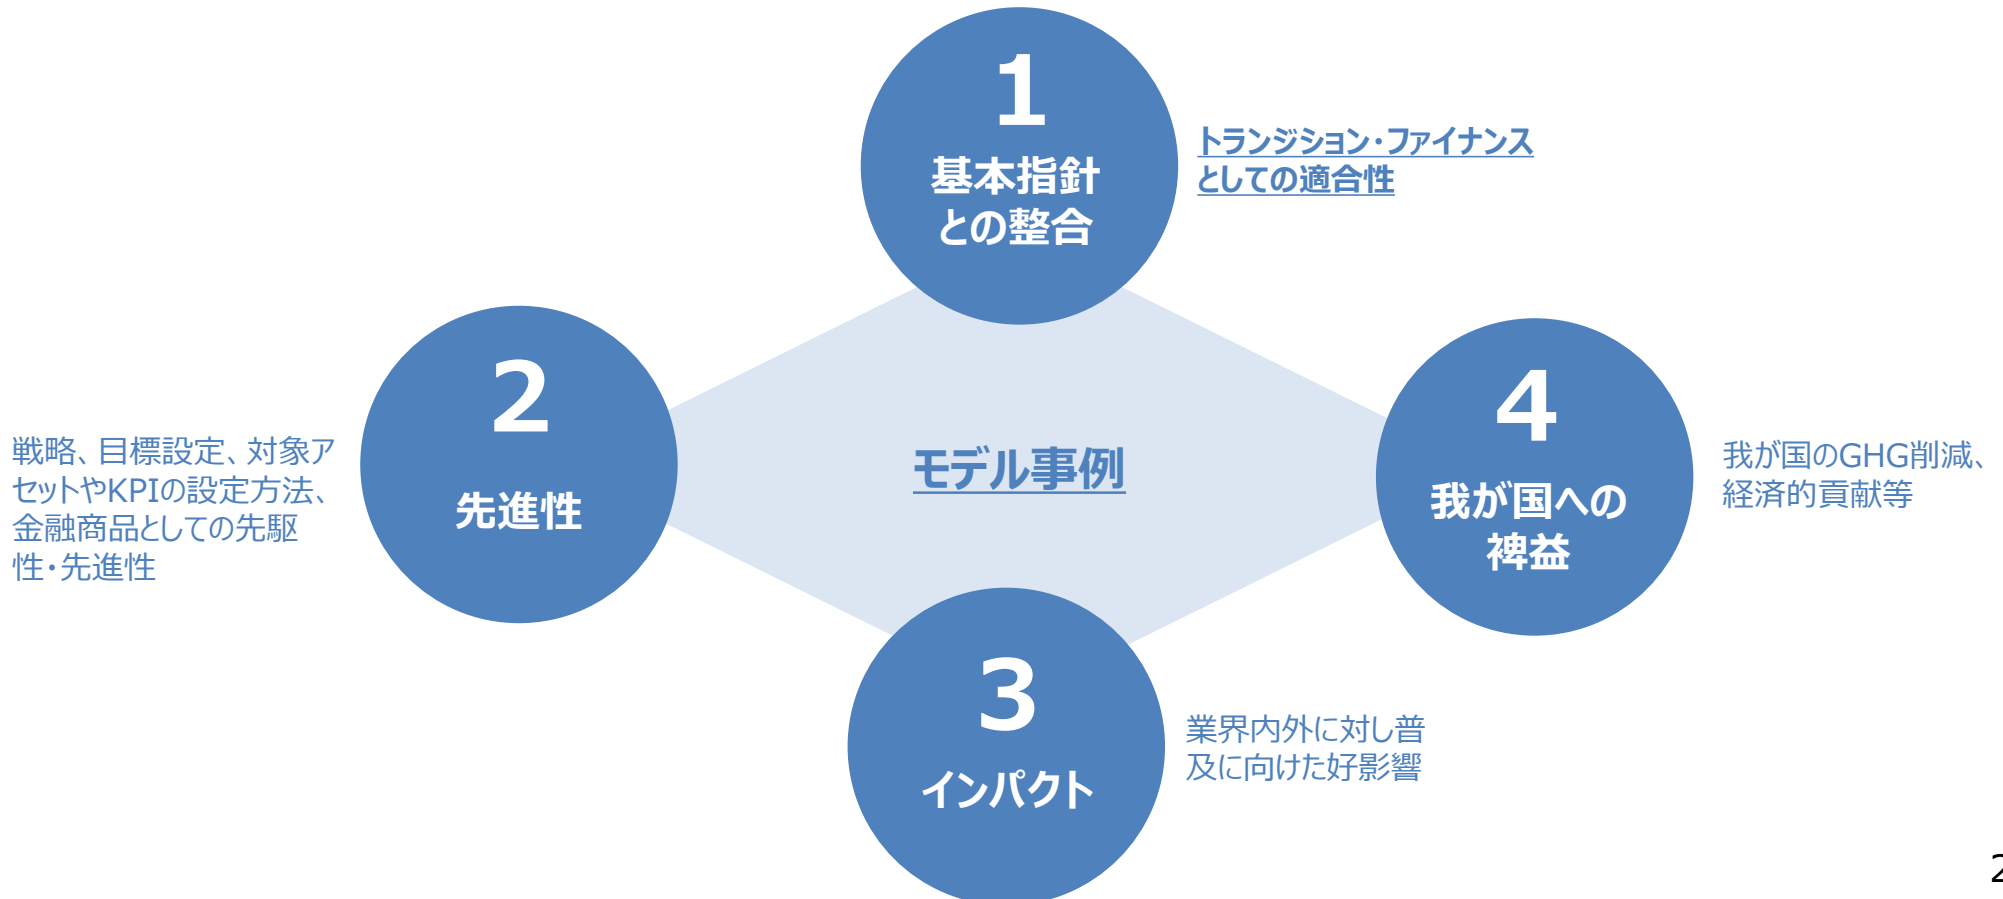 1
基本指針
との整合
トランジション・ファイナンス
としての適合性
2
先進性
戦略、目標設定、対象ア
セットやKPIの設定方法、
金融商品としての先駆
性・先進性
モデル事例
4
我が国への
裨益
我が国のGHG削減、
経済的貢献等
3
インパクト
業界内外に対し普
及に向けた好影響
2